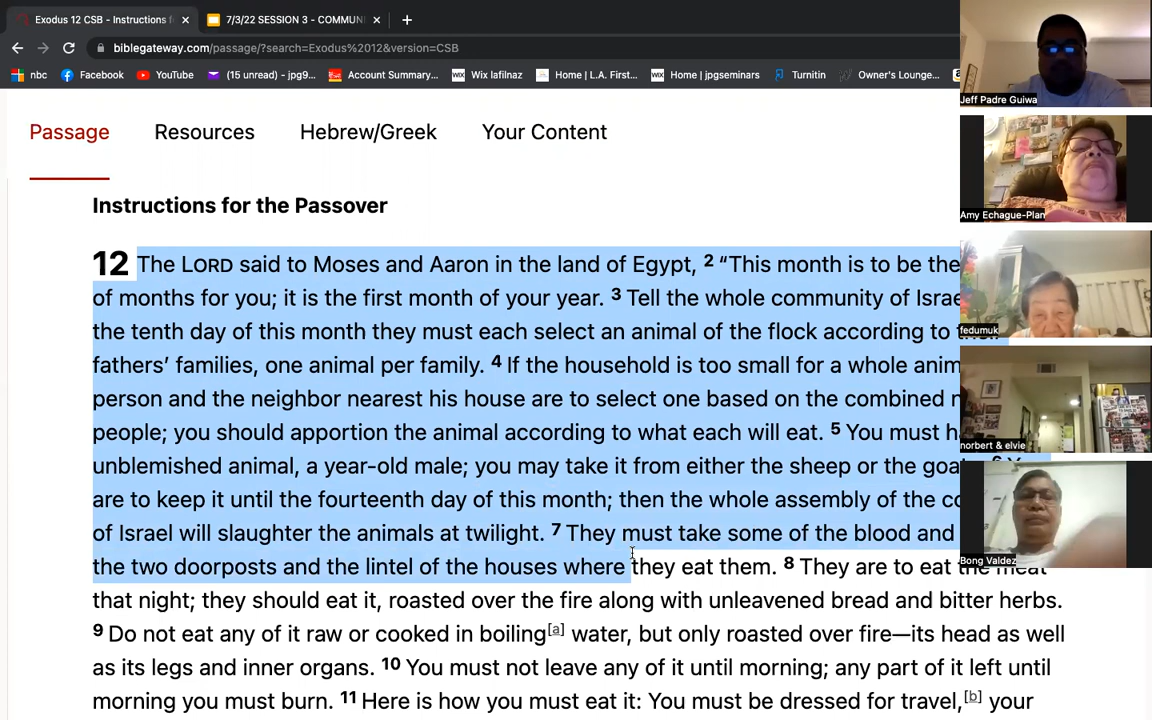 Exodus 12 CSB - Instructions f
7/3/22 SESSION 3 - COMMUN
biblegateway.com/passage/?search=Exodus%2012&version=CSB
nbc Facebook YouTube (15 unread) - jpg9... Account Summary... Wix lafilnaz Home | L.A. First... Home | jpgseminars Turnitin Owner's Lounge...
Passage Resources Hebrew/Greek Your Content
Instructions for the Passover
12 The LORD said to Moses and Aaron in the land of Egypt, 2 “This month is to be the
of months for you; it is the first month of your year. 3 Tell the whole community of Israe
the tenth day of this month they must each select an animal of the flock according to their
fathers’ families, one animal per family. 4 If the household is too small for a whole anim
person and the neighbor nearest his house are to select one based on the combined
people; you should apportion the animal according to what each will eat. 5 You must h
unblemished animal, a year-old male; you may take it from either the sheep or the goa
are to keep it until the fourteenth day of this month; then the whole assembly of the co
of Israel will slaughter the animals at twilight. 7 They must take some of the blood and
the two doorposts and the lintel of the houses where they eat them. 8 They are to eat the meat
that night; they should eat it, roasted over the fire along with unleavened bread and bitter herbs.
9 Do not eat any of it raw or cooked in boiling[a] water, but only roasted over fire—its head as well
as its legs and inner organs. 10 You must not leave any of it until morning; any part of it left until
morning you must burn. 11 Here is how you must eat it: You must be dressed for travel,[b] your
Jeff Padre Guiwa
Amy Echague-Plan
fedumuk
norbert & elvie
Bong Valdez